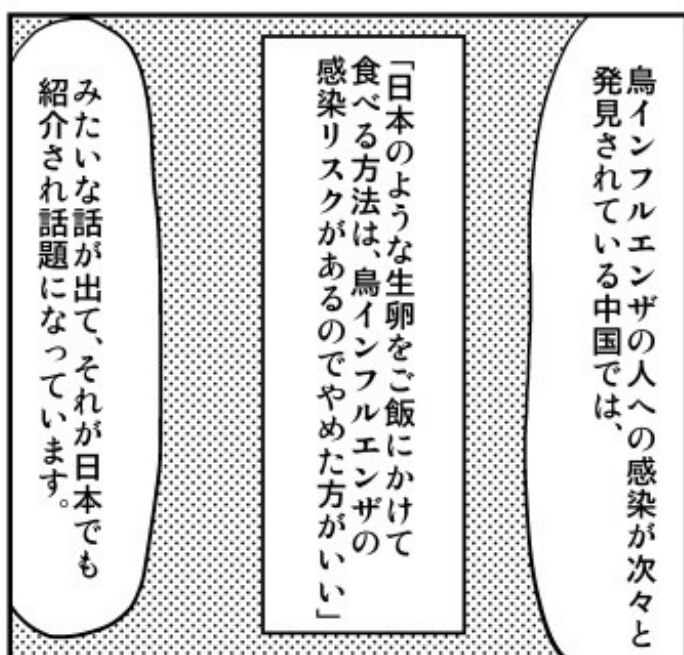 鳥インフルエンザの人への感染が次々と
発見されている中国では、
「日本のような生卵をご飯にかけて
食べる方法は、鳥インフルエンザの
感染リスクがあるのでやめた方がいい」
みたいな話が出て、それが日本でも
紹介され話題になっています。